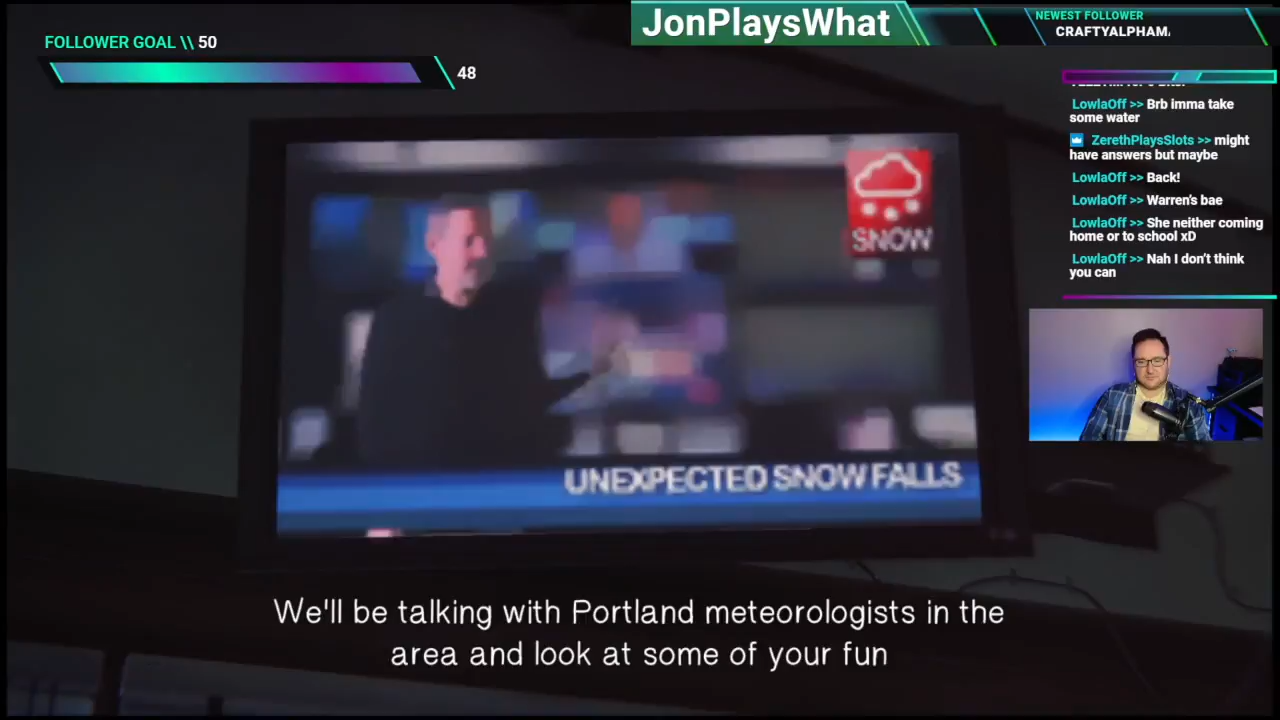 JonPlaysWhat
NEWEST FOLLOWER
CRAFTYALPHAM
FOLLOWER GOAL \\ 50
48
LowlaOff >> Brb imma take
some water
ZerethPlaysSlots >> might
have answers but maybe
LowlaOff >> Back!
LowlaOff >> Warren's bae
LowlaOff >> She neither coming
home or to school xD
LowlaOff >> Nah I don't think
you can
SNOW
UNEXPECTED SNOW FALLS
We'll be talking with Portland meteorologists in the
area and look at some of your fun